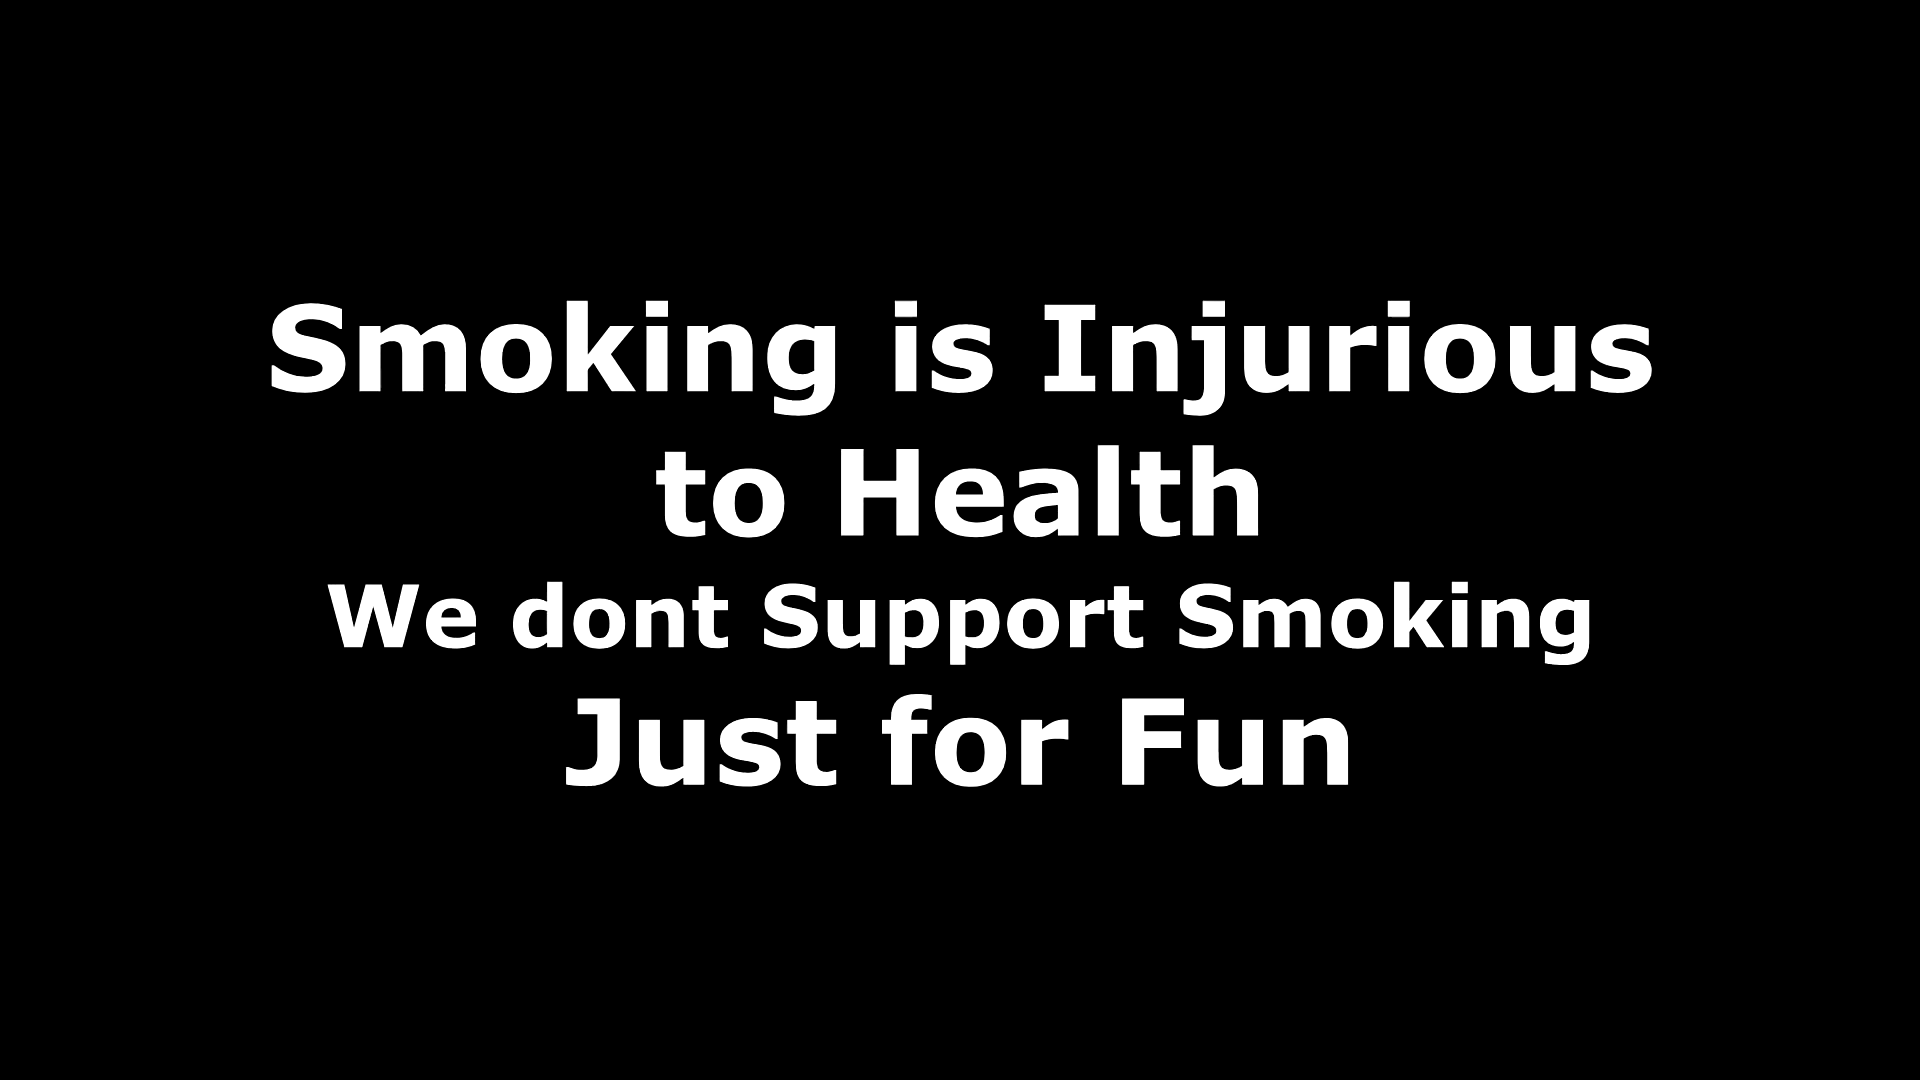 Smoking is Injurious
to Health
We dont Support Smoking
Just for Fun